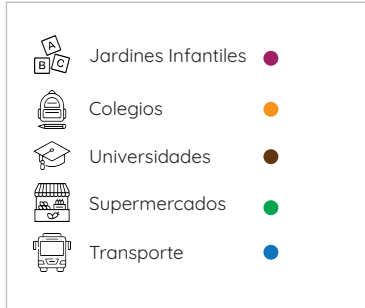 A
B C
Jardines Infantiles
Colegios
Universidades
Supermercados
Transporte